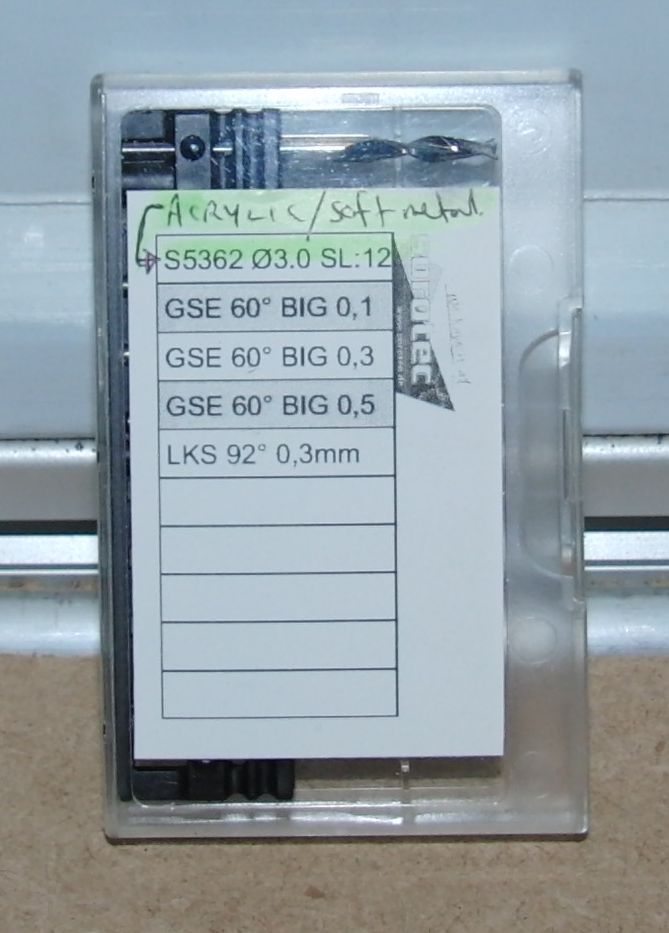 ACRYLIC/soft metal.
S5362 Ø3.0 SL:12
GSE 60° BIG 0,1
GSE 60° BIG 0,3
GSE 60° BIG 0,5
LKS 92° 0,3mm